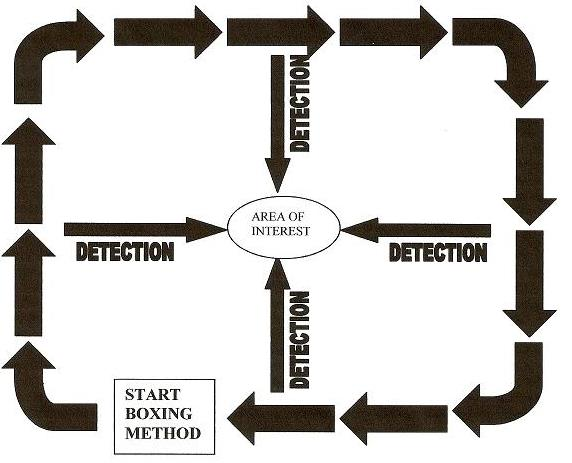 DETECTION
AREA OF
INTEREST
DETECTION
DETECTION
DETECTION
START
BOXING
METHOD